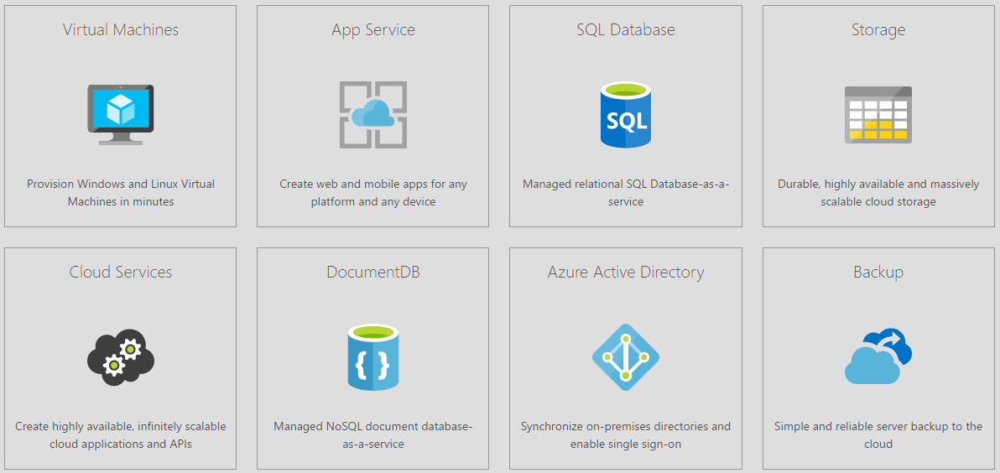 Virtual Machines
Provision Windows and Linux Virtual
Machines in minutes
App Service
Create web and mobile apps for any
platform and any device
SQL Database
SQL
Managed relational SQL Database-as-a-
service
Storage
Durable, highly available and massively
scalable cloud storage
Cloud Services
Create highly available, infinitely scalable
cloud applications and APIs
DocumentDB
{ }
Managed NoSQL document database-
as-a-service
Azure Active Directory
Synchronize on-premises directories and
enable single sign-on
Backup
Simple and reliable server backup to the
cloud